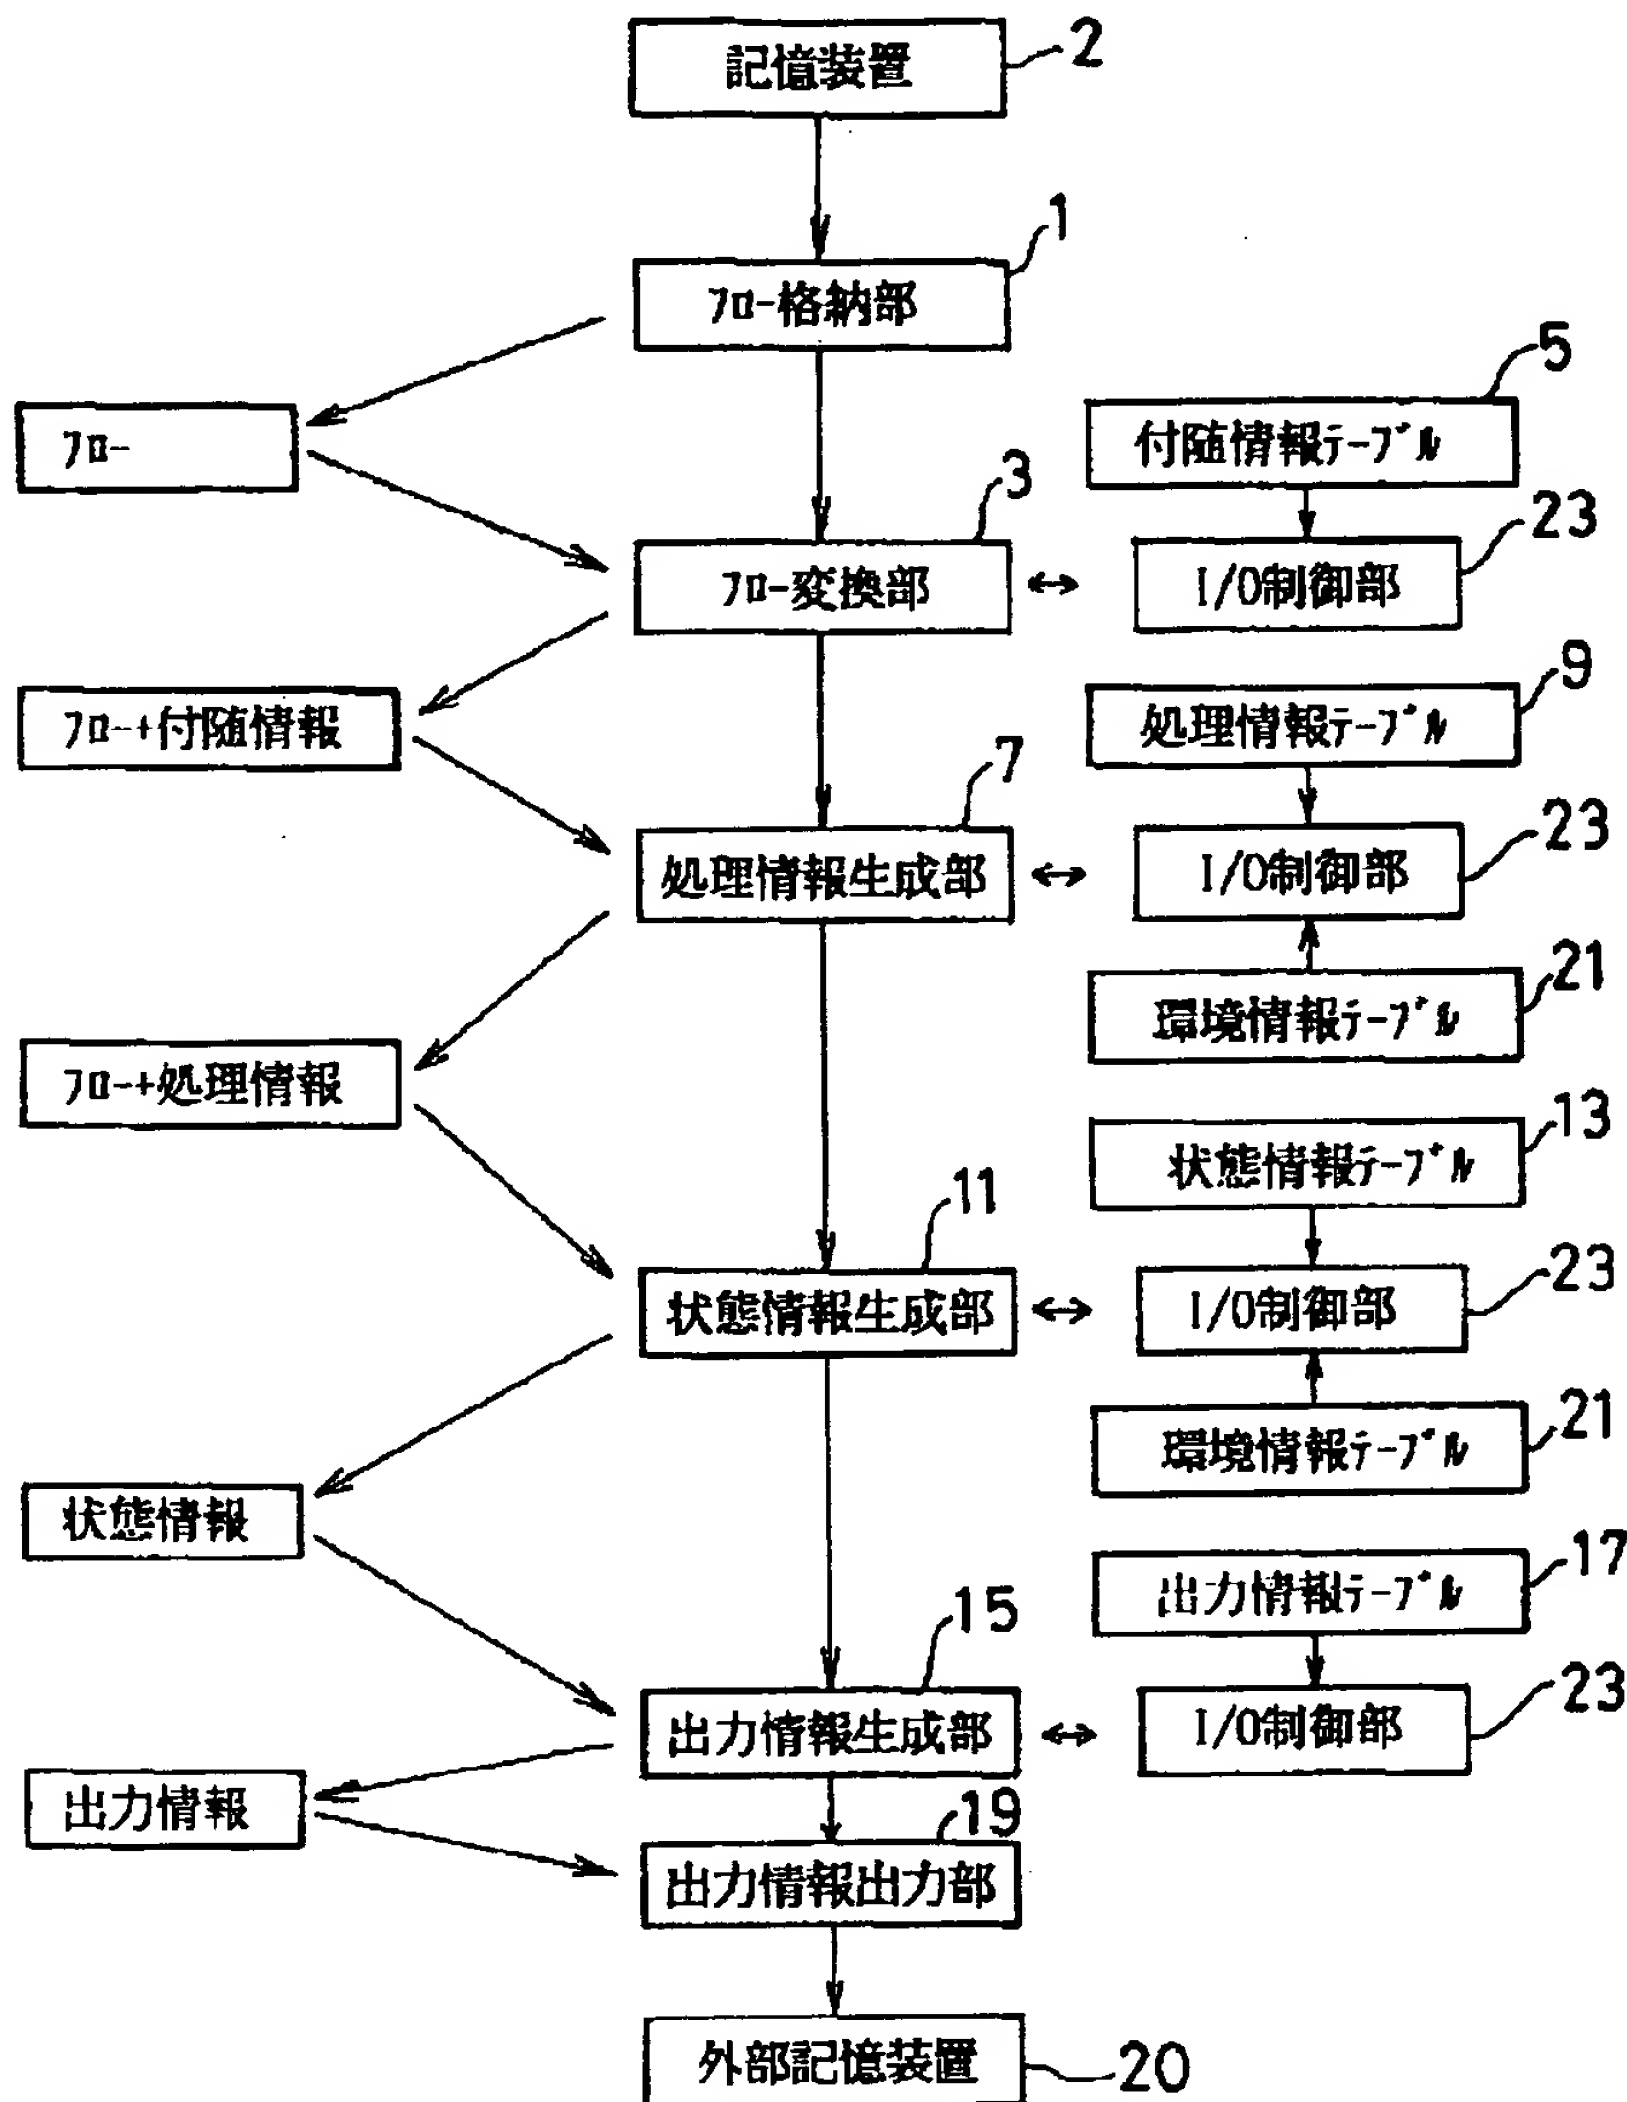 記憶装置
2
1
ﾌﾛｰ格納部
5
ﾌﾛｰ
付随情報ﾃｰﾌﾞﾙ
3
23
ﾌﾛｰ変換部
I/O制御部
9
ﾌﾛｰ+付随情報
処理情報ﾃｰﾌﾞﾙ
7
23
処理情報生成部
I/O制御部
21
環境情報ﾃｰﾌﾞﾙ
ﾌﾛｰ+処理情報
13
状態情報ﾃｰﾌﾞﾙ
11
23
状態情報生成部
I/O制御部
21
環境情報ﾃｰﾌﾞﾙ
状態情報
17
出力情報ﾃｰﾌﾞﾙ
15
23
出力情報生成部
I/O制御部
出力情報
19
出力情報出力部
外部記憶装置
20